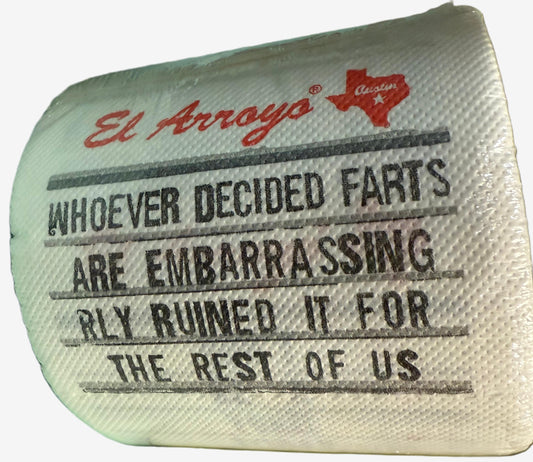 El Arroyo®
Austin
WHOEVER DECIDED FARTS
ARE EMBARRASSING
RLY RUINED IT FOR
THE REST OF US